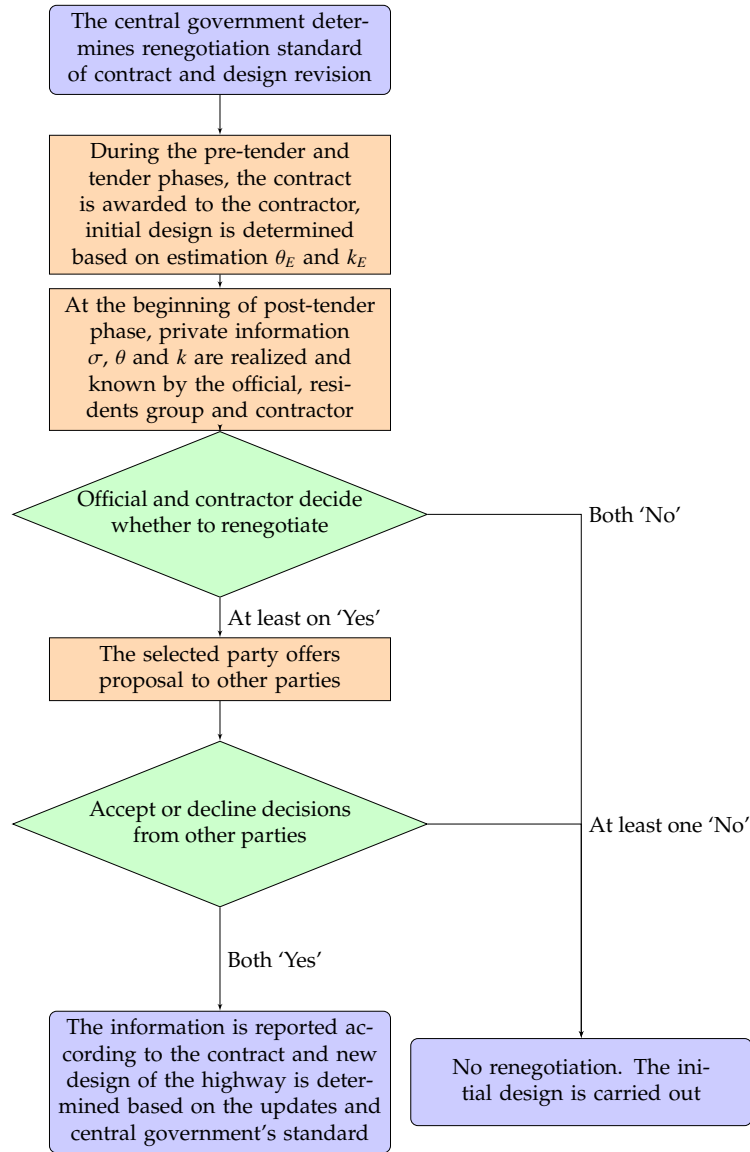 The central government deter-
mines renegotiation standard
of contract and design revision
During the pre-tender and
tender phases, the contract
is awarded to the contractor,
initial design is determined
based on estimation θ_E and k_E
At the beginning of post-tender
phase, private information
σ, θ and k are realized and
known by the official, resi-
dents group and contractor
Official and contractor decide
whether to renegotiate
Both ‘No’
At least on ‘Yes’
The selected party offers
proposal to other parties
Accept or decline decisions
from other parties
At least one ‘No’
Both ‘Yes’
The information is reported ac-
cording to the contract and new
design of the highway is deter-
mined based on the updates and
central government’s standard
No renegotiation. The ini-
tial design is carried out